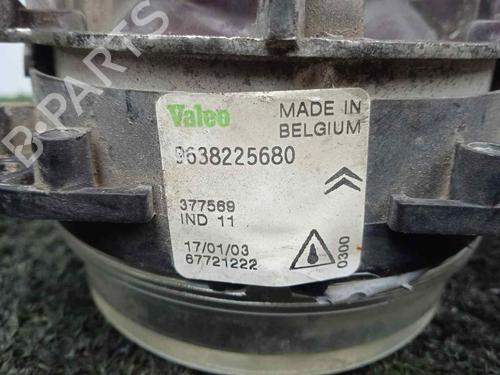 Valeo
MADE IN
BELGIUM
9638225680
377569
IND 11
17/01/03
67721222
0300
B-PARTS